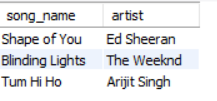 song_name artist
Shape of You Ed Sheeran
Blinding Lights The Weeknd
Tum Hi Ho Arijit Singh